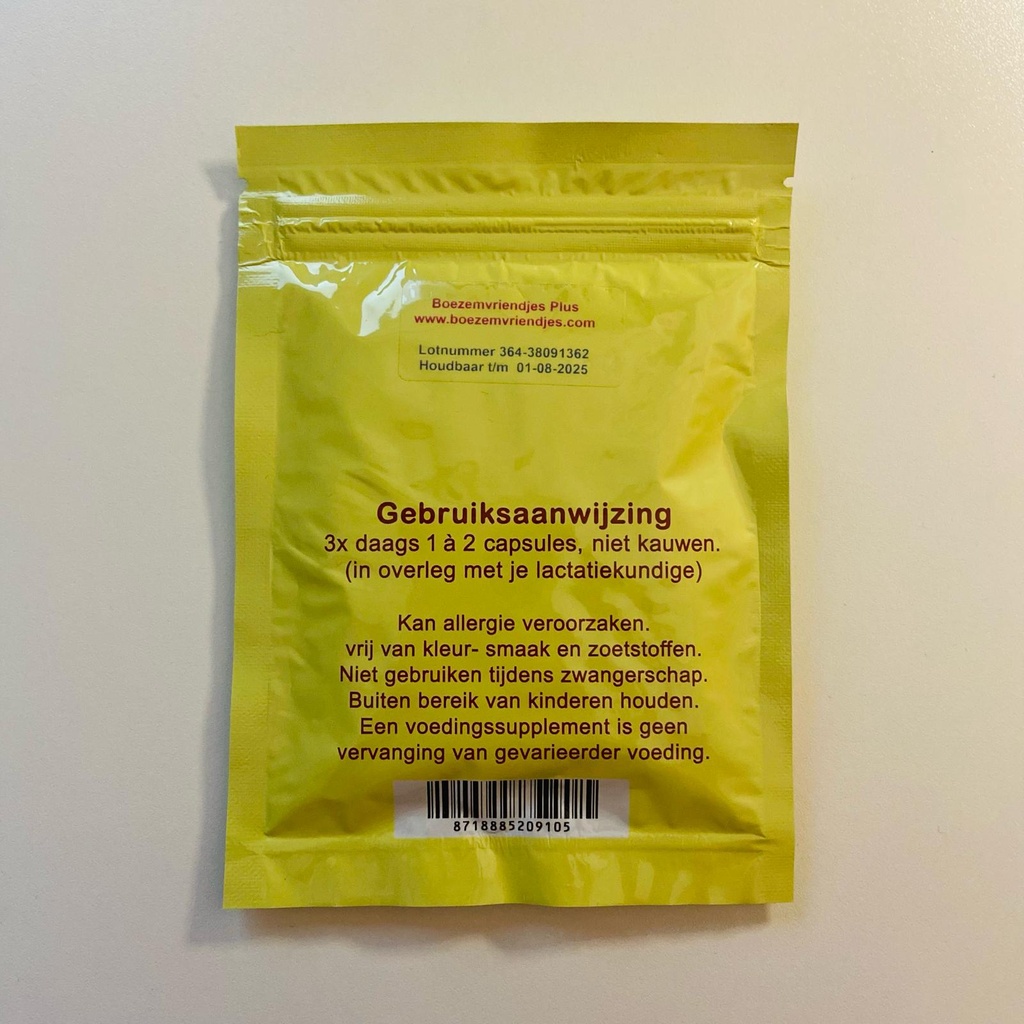 Boezemvriendjes Plus
www.boezemvriendjes.com
Lotnummer 364-38091362
Houdbaar t/m 01-08-2025
Gebruiksaanwijzing
3x daags 1 à 2 capsules, niet kauwen.
(in overleg met je lactatiekundige)
Kan allergie veroorzaken.
vrij van kleur- smaak en zoetstoffen.
Niet gebruiken tijdens zwangerschap.
Buiten bereik van kinderen houden.
Een voedingssupplement is geen
vervanging van gevarieerder voeding.
8718885209105